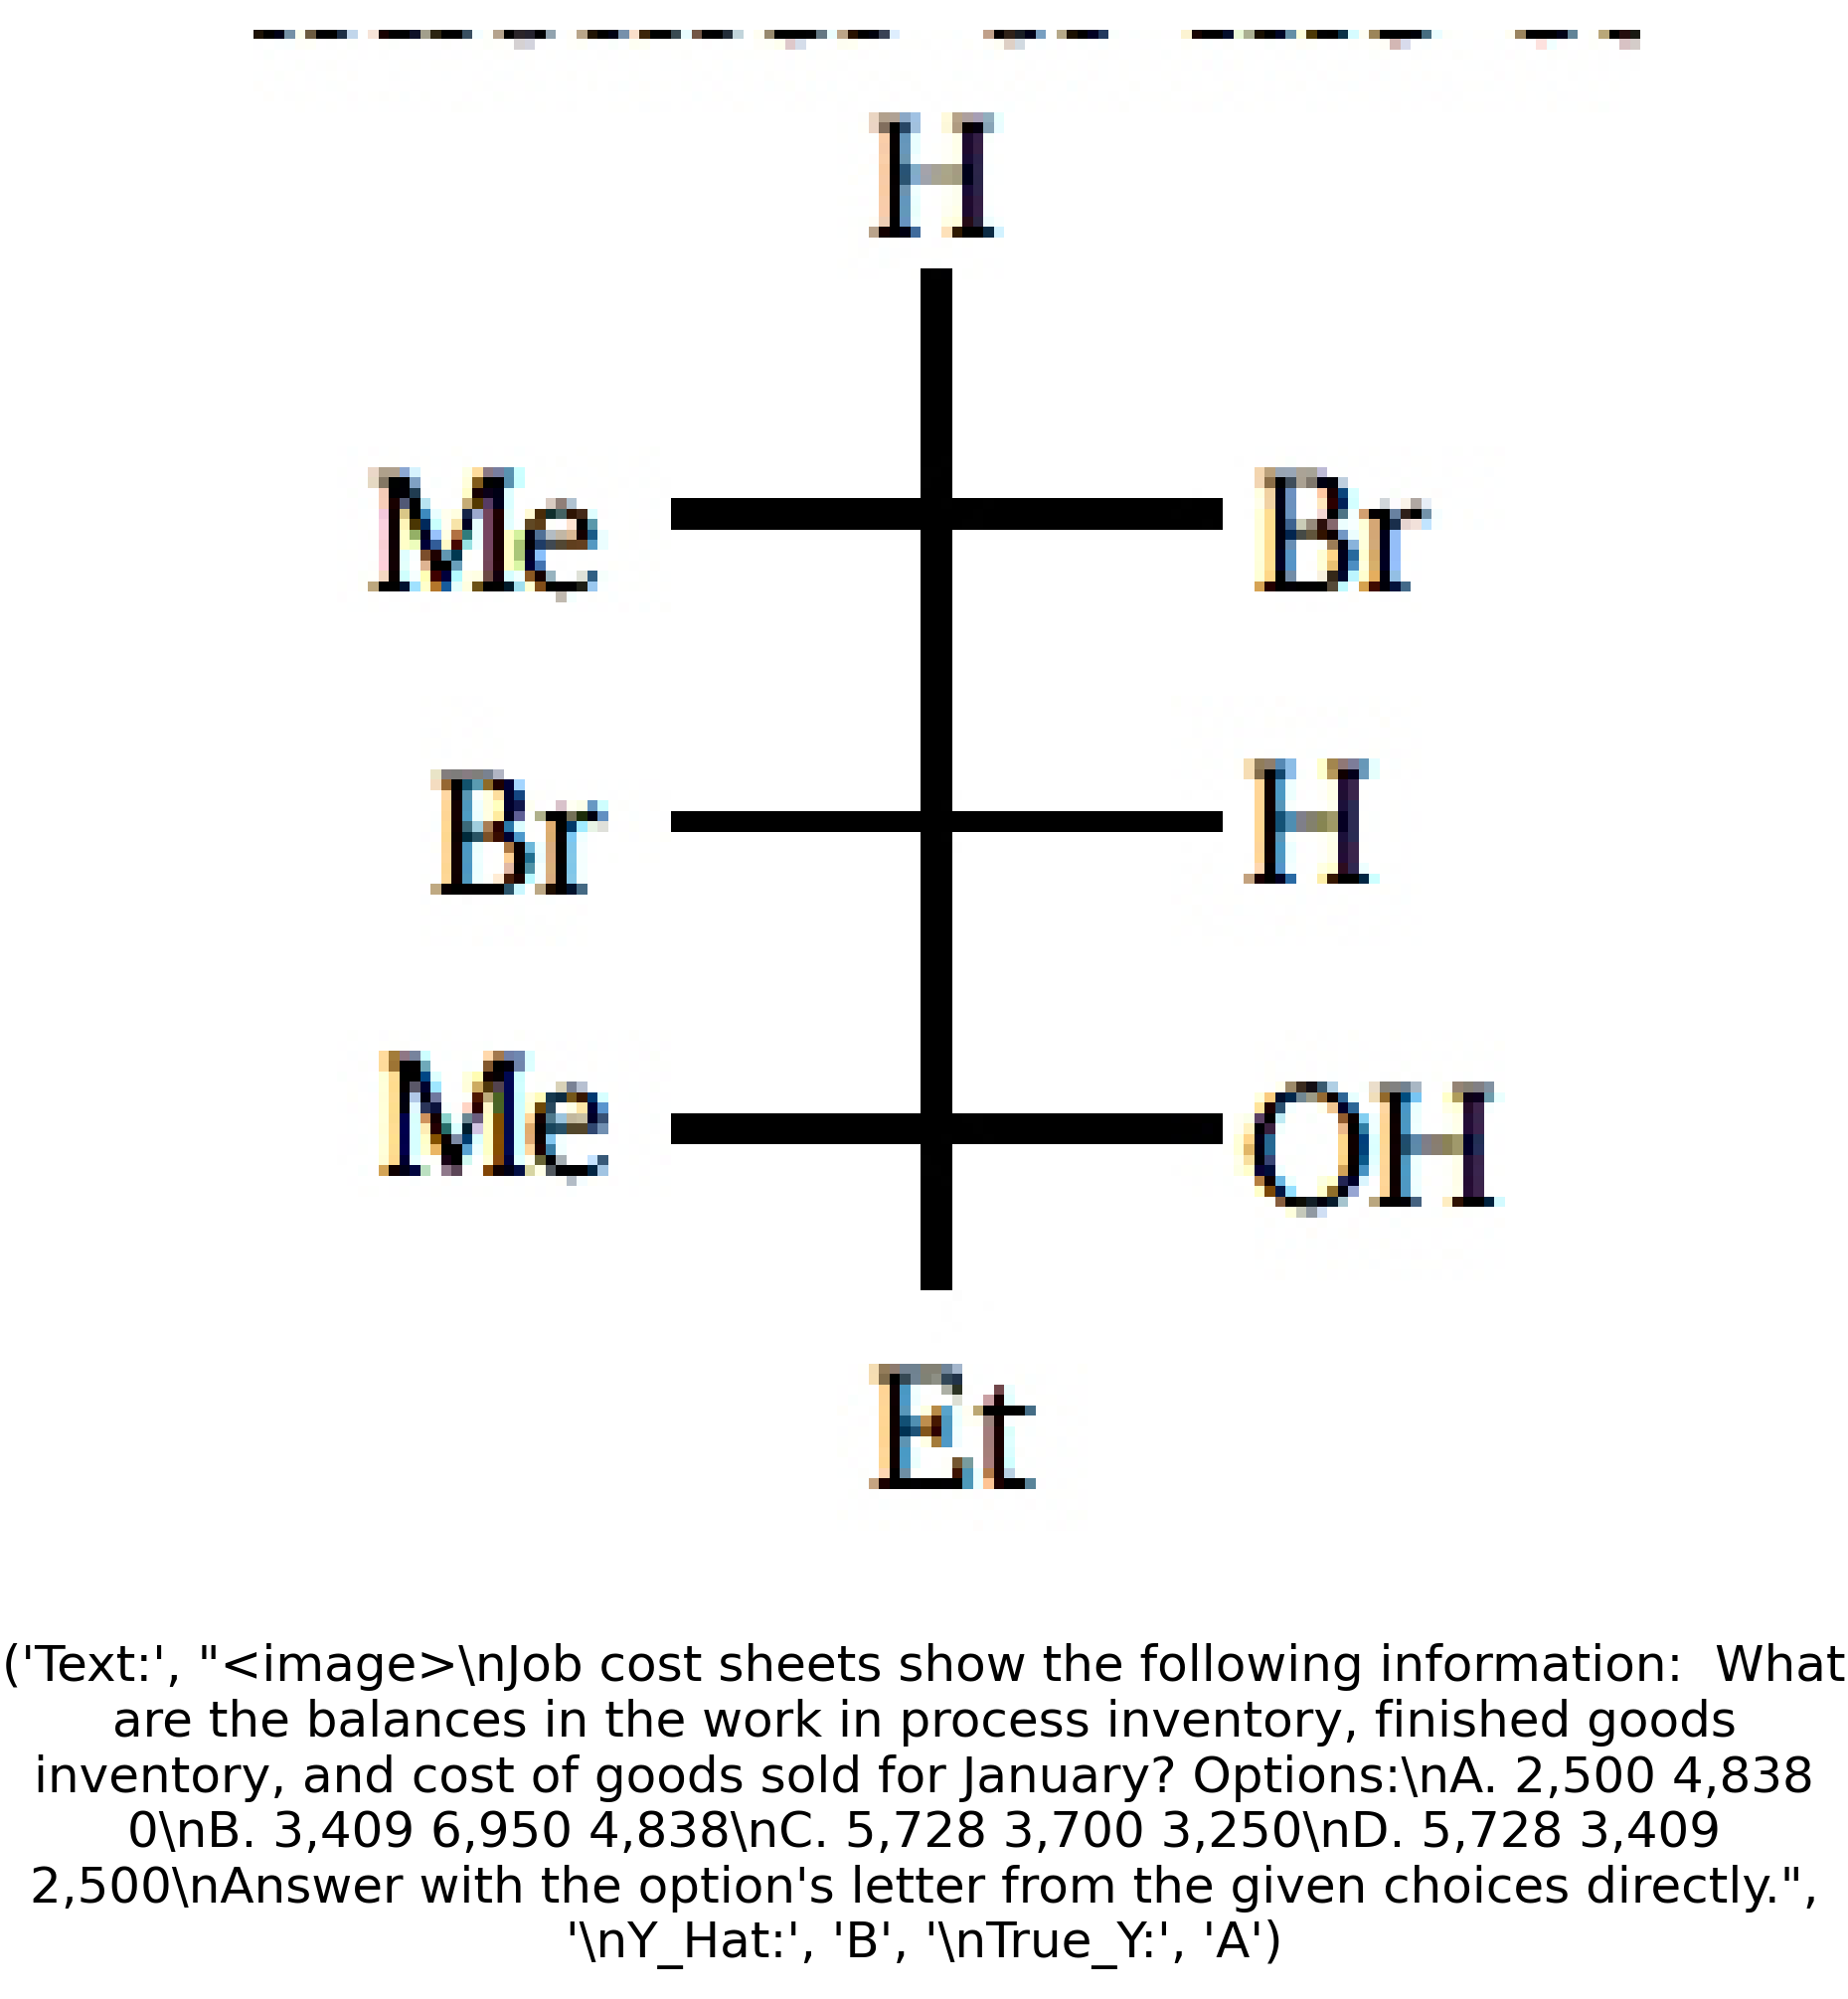 H
Me Br
Br H
Me OH
Et
('Text:', "<image>\nJob cost sheets show the following information:  What
are the balances in the work in process inventory, finished goods
inventory, and cost of goods sold for January? Options:\nA. 2,500 4,838
0\nB. 3,409 6,950 4,838\nC. 5,728 3,700 3,250\nD. 5,728 3,409
2,500\nAnswer with the option's letter from the given choices directly.",
'\nY_Hat:', 'B', '\nTrue_Y:', 'A')